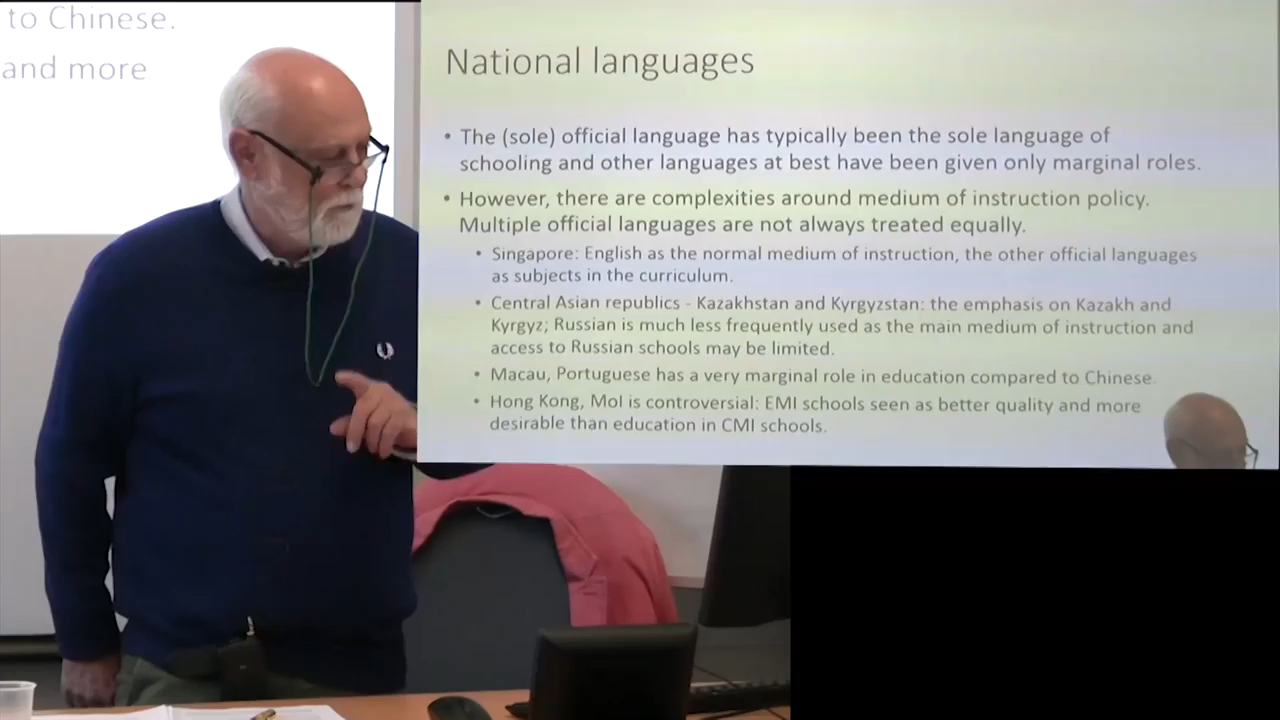 to Chinese.
and more
National languages
• The (sole) official language has typically been the sole language of
schooling and other languages at best have been given only marginal roles.
• However, there are complexities around medium of instruction policy.
Multiple official languages are not always treated equally.
• Singapore: English as the normal medium of instruction, the other official languages
as subjects in the curriculum.
• Central Asian republics - Kazakhstan and Kyrgyzstan: the emphasis on Kazakh and
Kyrgyz; Russian is much less frequently used as the main medium of instruction and
access to Russian schools may be limited.
• Macau, Portuguese has a very marginal role in education compared to Chinese.
• Hong Kong, MoI is controversial: EMI schools seen as better quality and more
desirable than education in CMI schools.